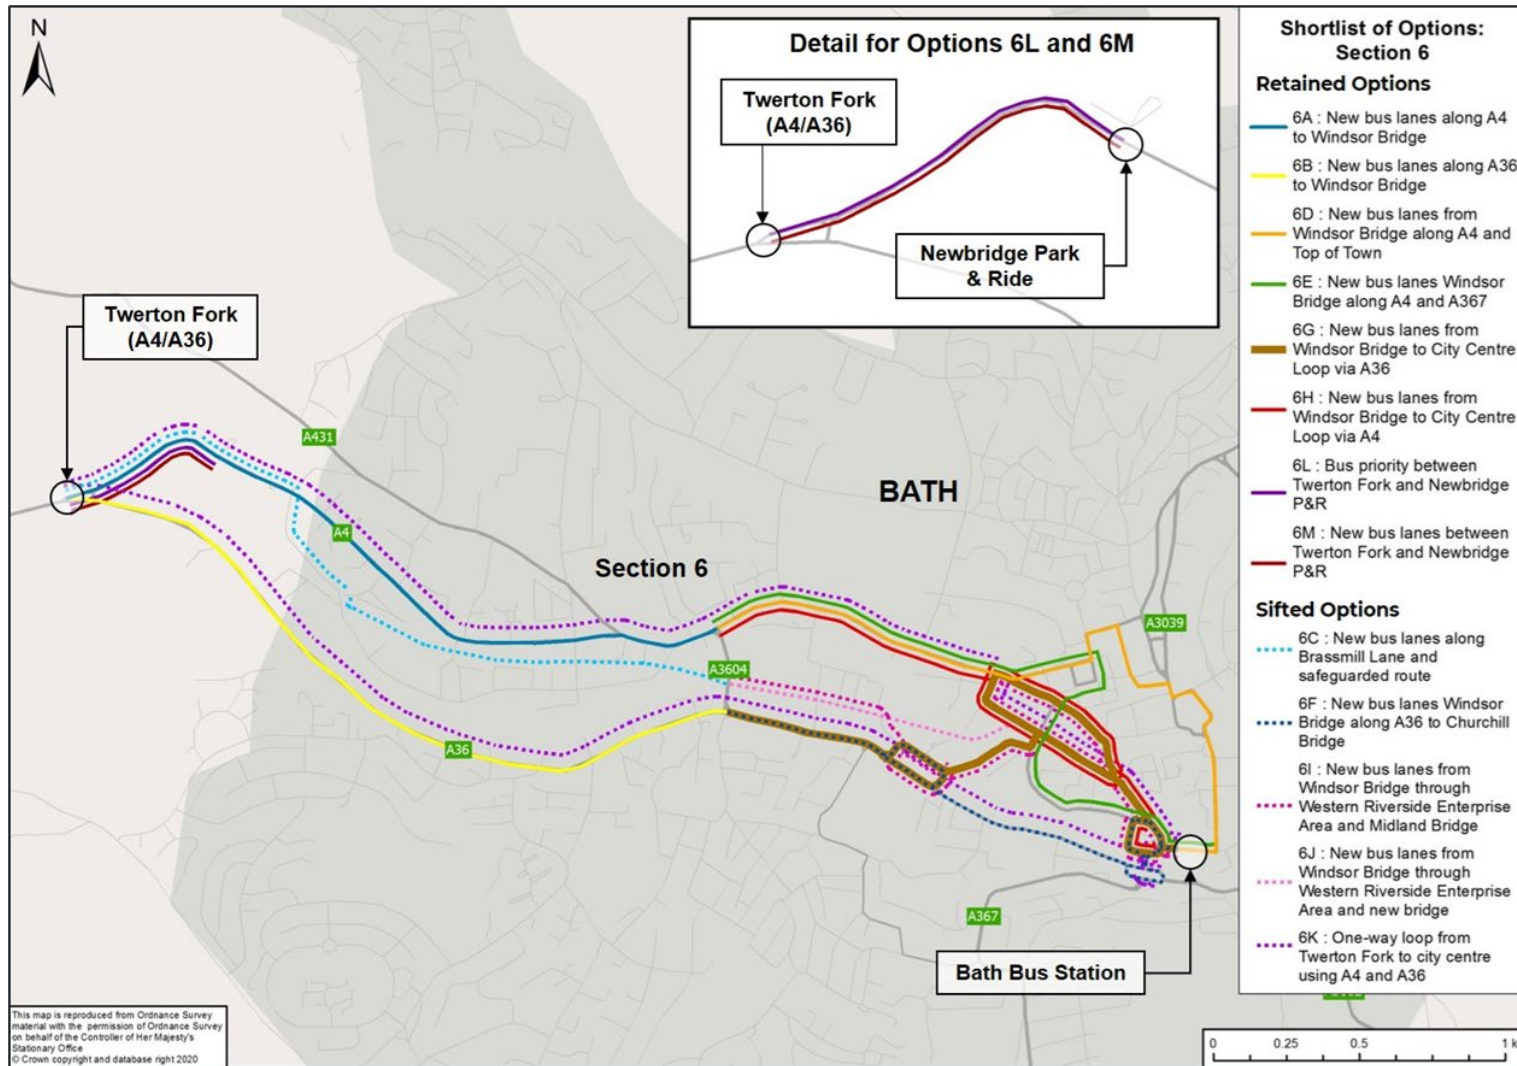 N
Detail for Options 6L and 6M
Twerton Fork
(A4/A36)
Newbridge Park
& Ride
Twerton Fork
(A4/A36)
A431
A4
BATH
Section 6
A3039
A3604
A36
A367
Bath Bus Station
Shortlist of Options:
Section 6
Retained Options
6A : New bus lanes along A4
to Windsor Bridge
6B : New bus lanes along A36
to Windsor Bridge
6D : New bus lanes from
Windsor Bridge along A4 and
Top of Town
6E : New bus lanes Windsor
Bridge along A4 and A367
6G : New bus lanes from
Windsor Bridge to City Centre
Loop via A36
6H : New bus lanes from
Windsor Bridge to City Centre
Loop via A4
6L : Bus priority between
Twerton Fork and Newbridge
P&R
6M : New bus lanes between
Twerton Fork and Newbridge
P&R
Sifted Options
6C : New bus lanes along
Brassmill Lane and
safeguarded route
6F : New bus lanes Windsor
Bridge along A36 to Churchill
Bridge
6I : New bus lanes from
Windsor Bridge through
Western Riverside Enterprise
Area and Midland Bridge
6J : New bus lanes from
Windsor Bridge through
Western Riverside Enterprise
Area and new bridge
6K : One-way loop from
Twerton Fork to city centre
using A4 and A36
This map is reproduced from Ordnance Survey
material with the permission of Ordnance Survey
on behalf of the Controller of Her Majesty's
Stationary Office
© Crown copyright and database right 2020
0 0.25 0.5 1 k